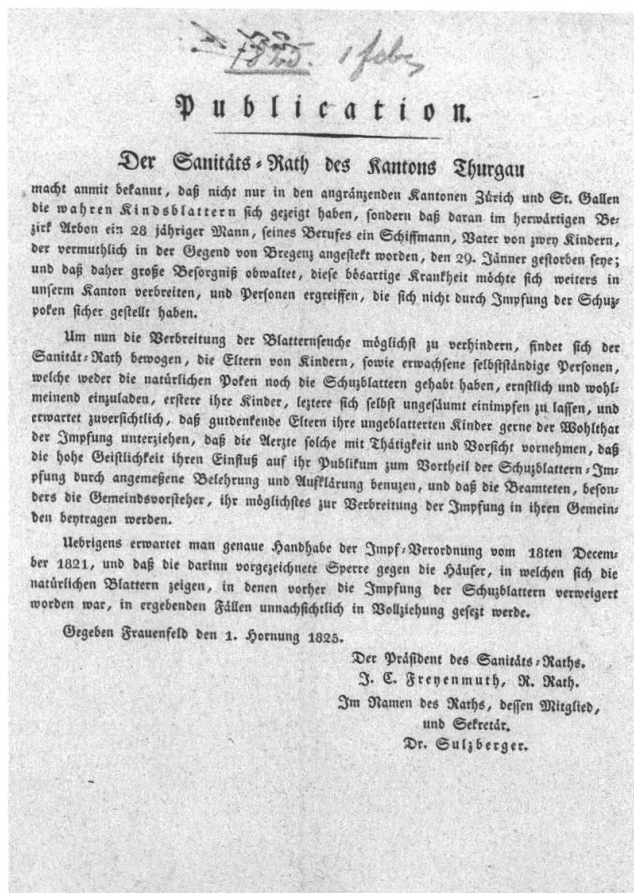 1825. 1 feb.
Publication.
Der Sanitäts-Rath des Kantons Thurgau
macht anmit bekannt, daß nicht nur in den angränzenden Kantonen Zürich und St. Gallen
die wahren Kindsblattern sich gezeigt haben, sondern daß daran im herwärtigen Be-
zirk Arbon ein 28 jähriger Mann, seines Berufes ein Schiffmann, Vater von zwey Kindern,
der vermuthlich in der Gegend von Bregenz angestekt worden, den 29. Jänner gestorben seye;
und daß daher große Besorgniß obwaltet, diese bösartige Krankheit möchte sich weiters in
unserm Kanton verbreiten, und Personen ergreiffen, die sich nicht durch Impfung der Schuz-
poken sicher gestellt haben.
Um nun die Verbreitung der Blatternseuche möglichst zu verhindern, findet sich der
Sanität-Rath bewogen, die Eltern von Kindern, sowie erwachsene selbstständige Personen,
welche weder die natürlichen Poken noch die Schuzblattern gehabt haben, ernstlich und wohl-
meinend einzuladen, erstere ihre Kinder, leztere sich selbst ungesäumt einimpfen zu lassen, und
erwartet zuversichtlich, daß gutdenkende Eltern ihre ungeblatterten Kinder gerne der Wohlthat
der Impfung unterziehen, daß die Aerzte solche mit Thätigkeit und Vorsicht vornehmen, daß
die hohe Geistlichkeit ihren Einfluß auf ihr Publikum zum Vortheil der Schuzblattern-Im-
pfung durch angemeßene Belehrung und Aufklärung benuzen, und daß die Beamteten, beson-
ders die Gemeindsvorsteher, ihr möglichstes zur Verbreitung der Impfung in ihren Gemein-
den beytragen werden.
Uebrigens erwartet man genaue Handhabe der Impf-Verordnung vom 18ten Decem-
ber 1821, und daß die darinn vorgezeichnete Sperre gegen die Häuser, in welchen sich die
natürlichen Blattern zeigen, in denen vorher die Impfung der Schuzblattern verweigert
worden war, in ergebenden Fällen unnachsichtlich in Vollziehung gesezt werde.
Gegeben Frauenfeld den 1. Hornung 1825.
Der Präsident des Sanitäts-Raths.
J. C. Freyenmuth, R. Rath.
Im Namen des Raths, dessen Mitglied,
und Sekretär.
Dr. Sulzberger.